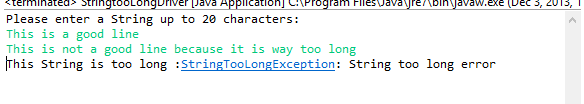 <terminated> StringtooLongDriver [Java Application] C:\Program Files\Java\jre7\bin\javaw.exe (Dec 3, 2013, 1
Please enter a String up to 20 characters:
This is a good line
This is not a good line because it is way too long
This String is too long :StringTooLongException: String too long error